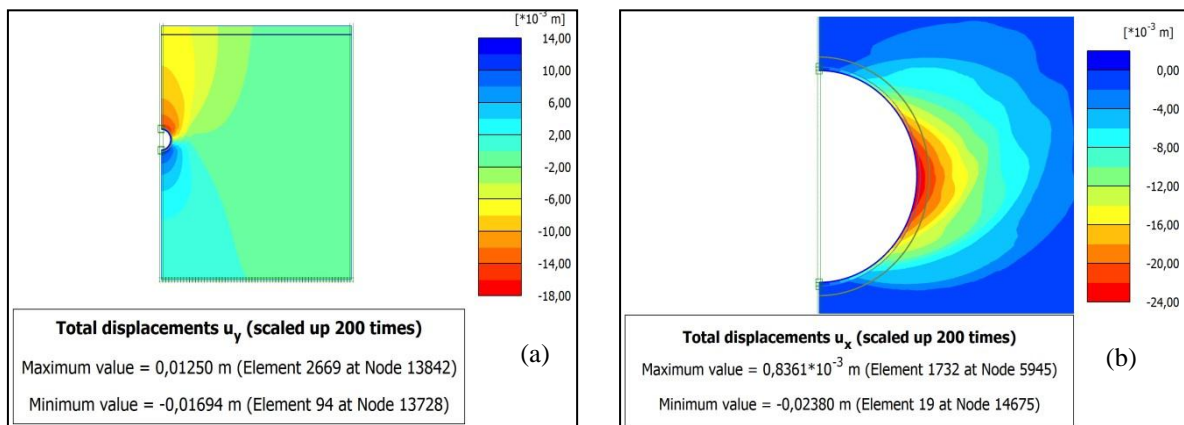 [*10⁻³ m]
14,00
10,00
6,00
2,00
-2,00
-6,00
-10,00
-14,00
-18,00
Total displacements uᵧ (scaled up 200 times)
Maximum value = 0,01250 m (Element 2669 at Node 13842)
Minimum value = -0,01694 m (Element 94 at Node 13728)
(a)
[*10⁻³ m]
0,00
-4,00
-8,00
-12,00
-16,00
-20,00
-24,00
Total displacements uₓ (scaled up 200 times)
Maximum value = 0,8361*10⁻³ m (Element 1732 at Node 5945)
Minimum value = -0,02380 m (Element 19 at Node 14675)
(b)